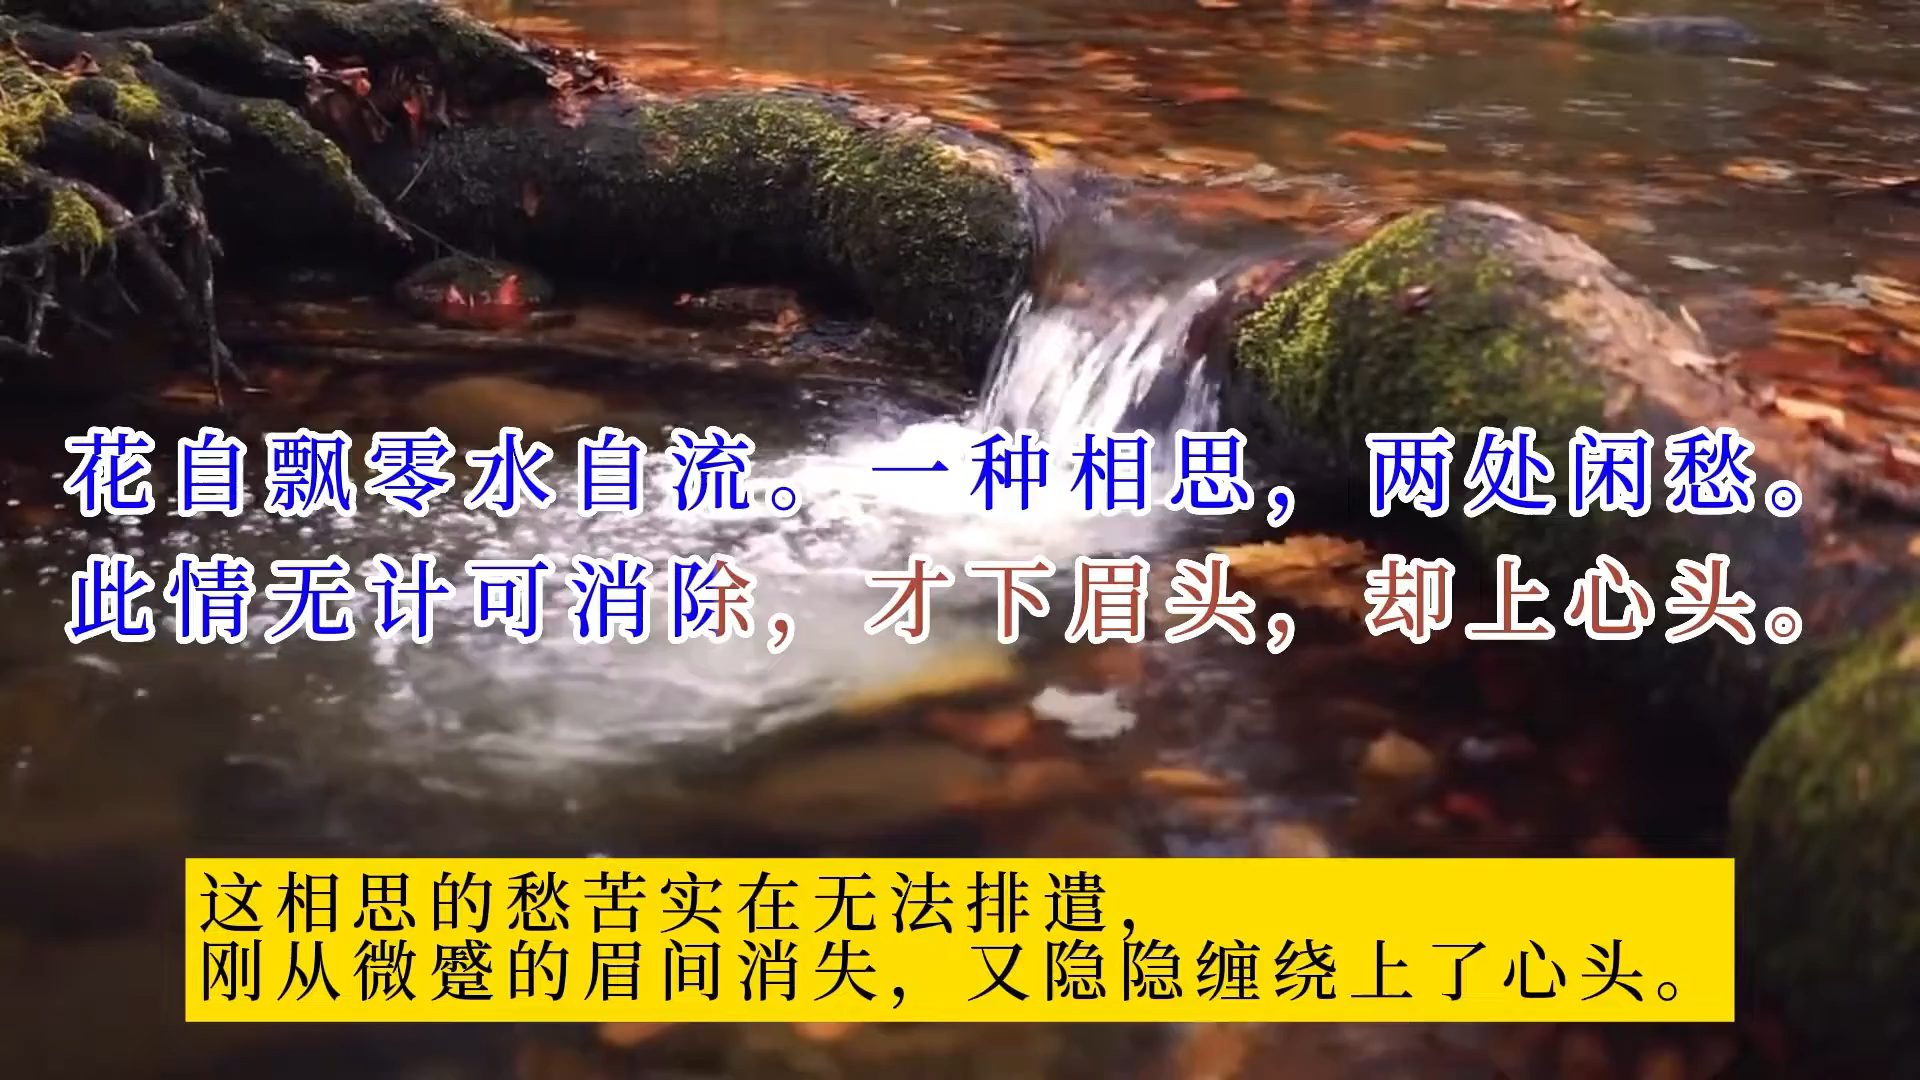 花自飘零水自流。一种相思，两处闲愁。
此情无计可消除，才下眉头，却上心头。
这相思的愁苦实在无法排遣，
刚从微蹙的眉间消失，又隐隐缠绕上了心头。